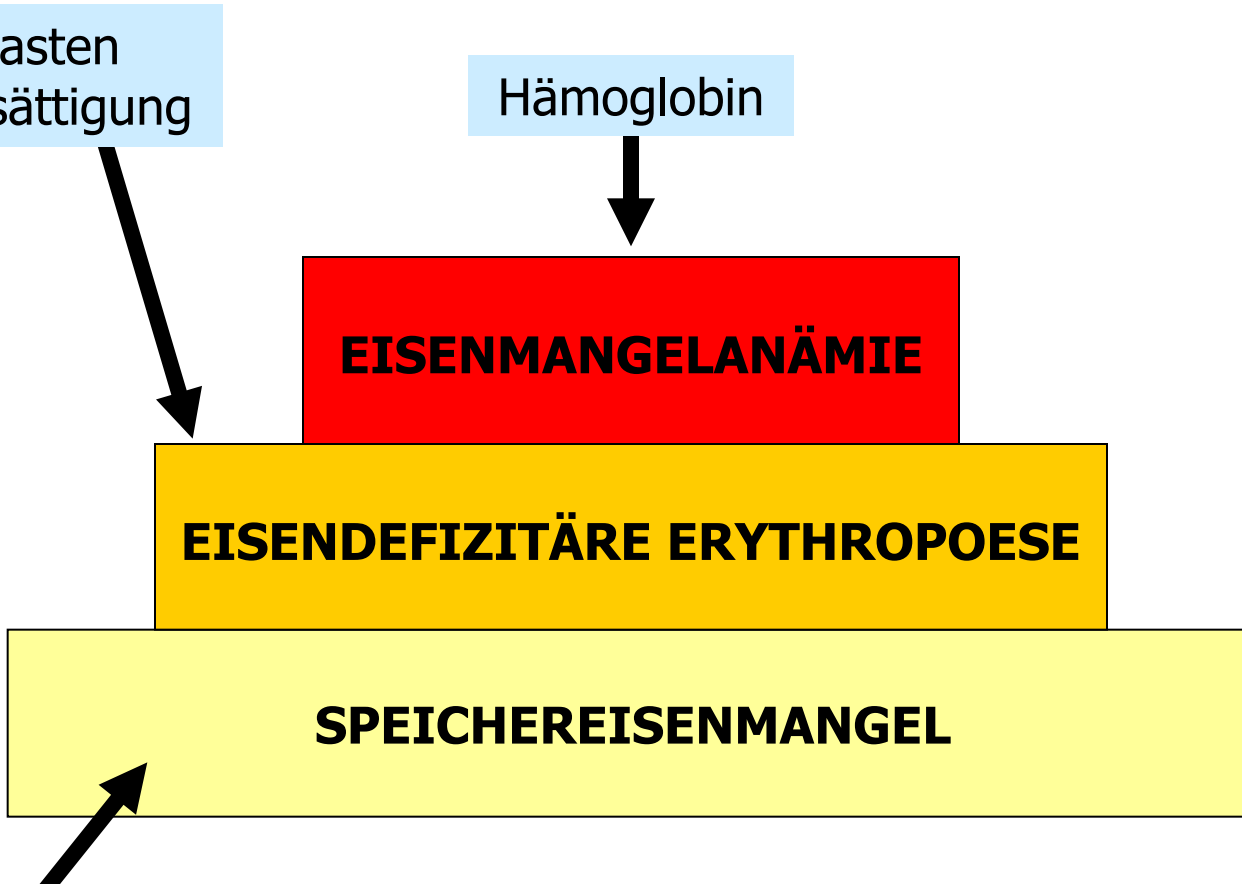 asten
sättigung
Hämoglobin
EISENMANGELANÄMIE
EISENDEFIZITÄRE ERYTHROPOESE
SPEICHEREISENMANGEL